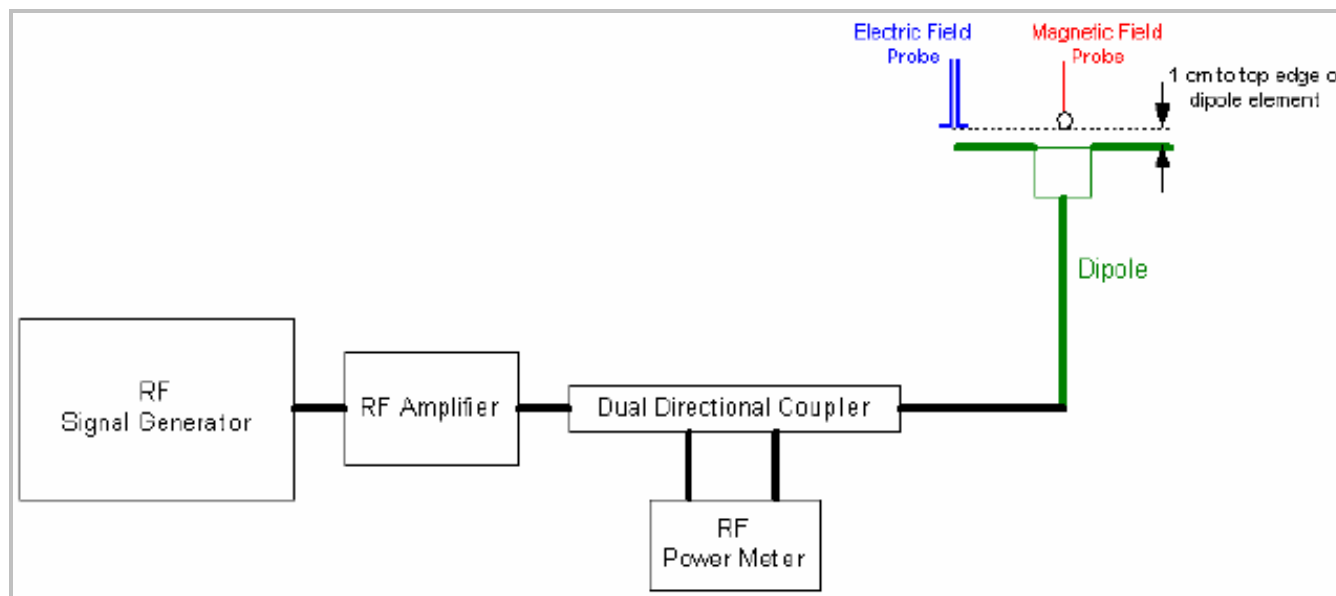 Electric Field
Probe
Magnetic Field
Probe
1 cm to top edge o
dipole element
Dipole
RF
Signal Generator
RF Amplifier
Dual Directional Coupler
RF
Power Meter